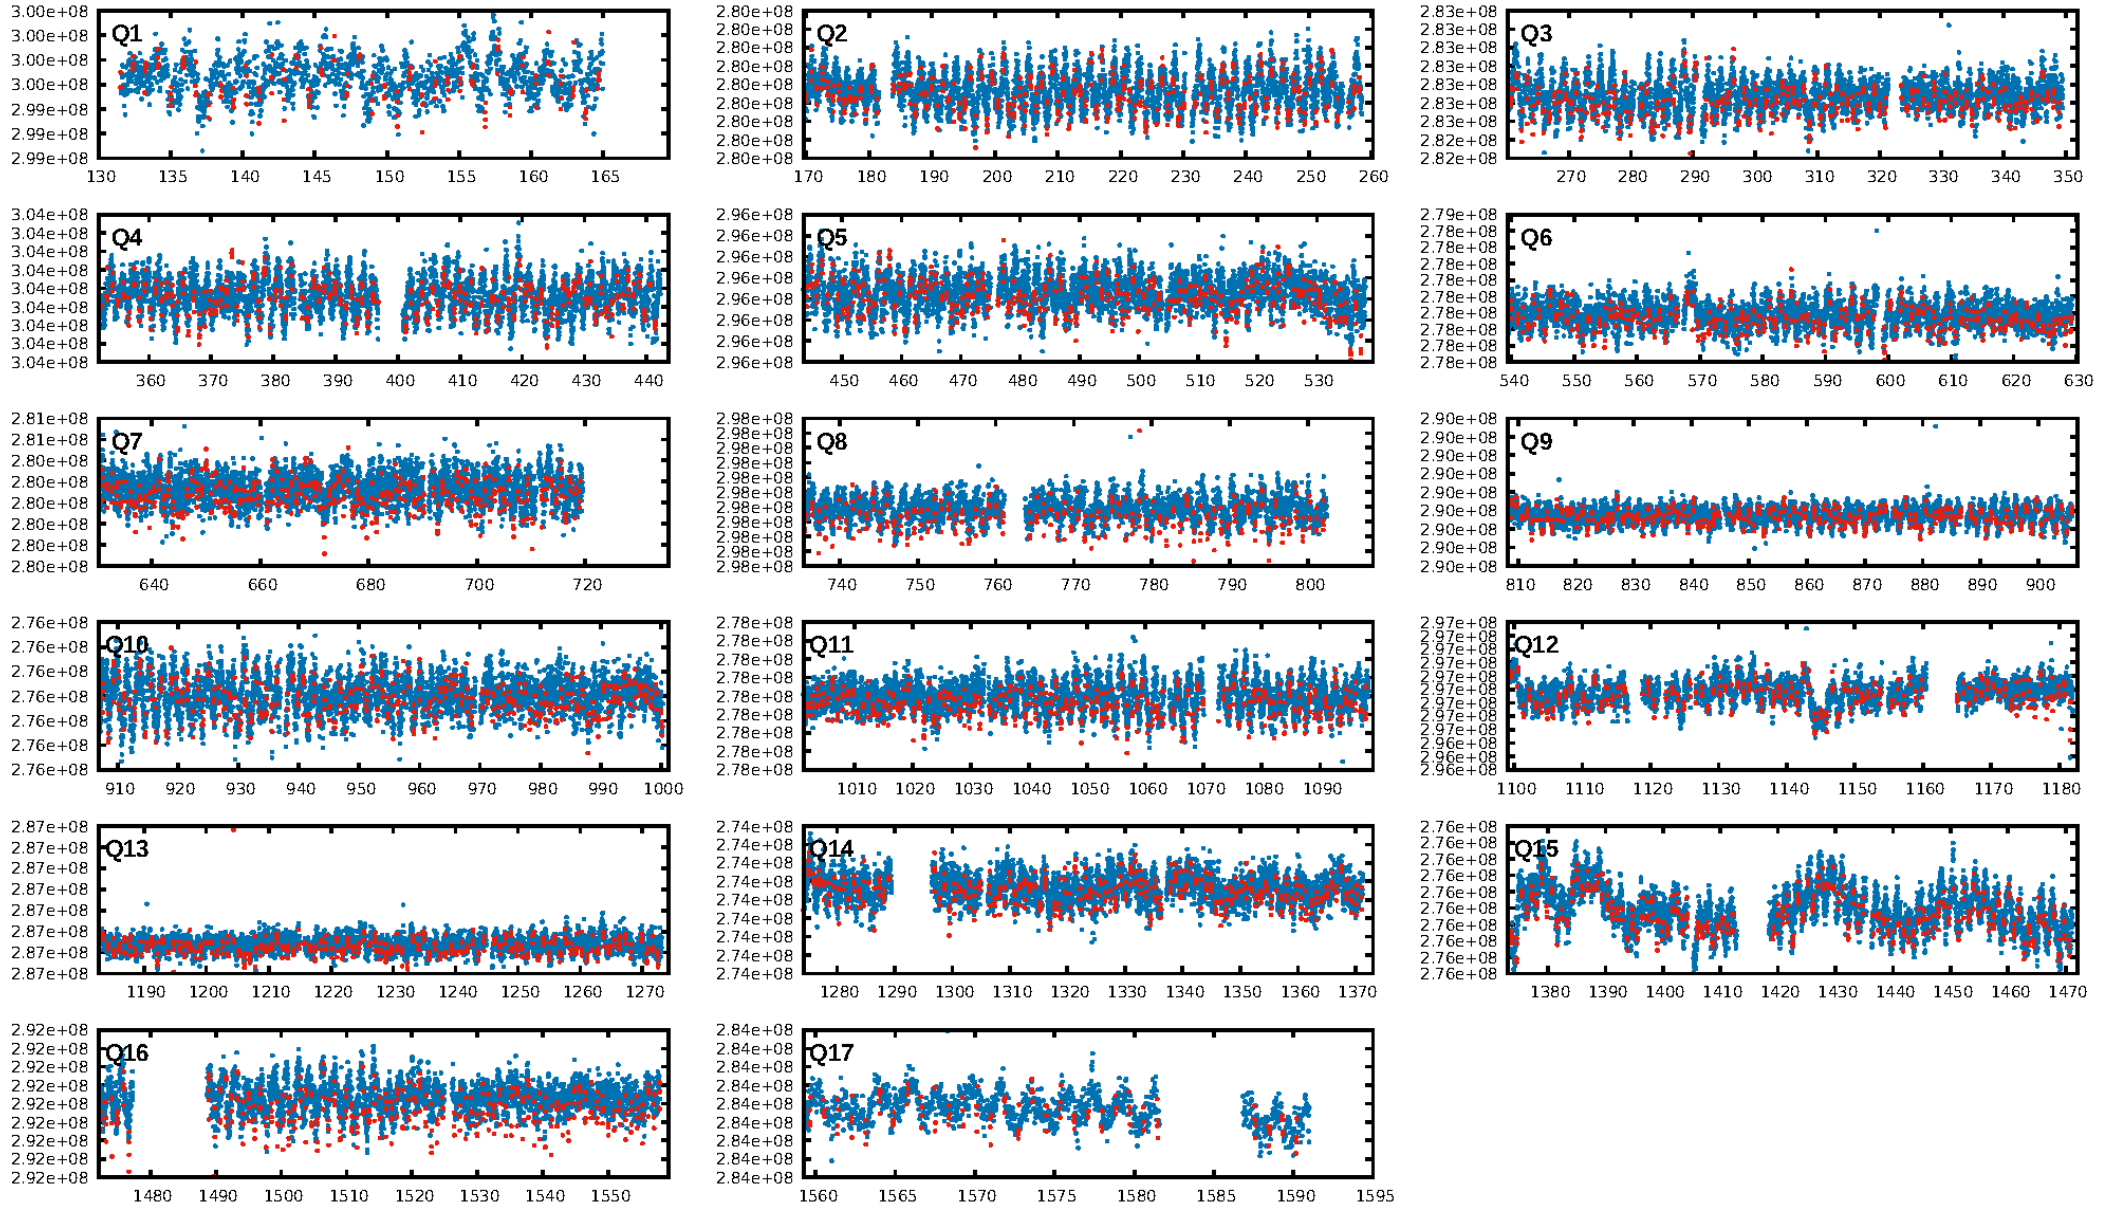 Q1
3.00e+08
3.00e+08
3.00e+08
3.00e+08
2.99e+08
2.99e+08
2.99e+08
130 135 140 145 150 155 160 165
Q2
2.80e+08
2.80e+08
2.80e+08
2.80e+08
2.80e+08
2.80e+08
2.80e+08
2.80e+08
2.80e+08
170 180 190 200 210 220 230 240 250 260
Q3
2.83e+08
2.83e+08
2.83e+08
2.83e+08
2.83e+08
2.83e+08
2.83e+08
2.82e+08
2.82e+08
270 280 290 300 310 320 330 340 350
Q4
3.04e+08
3.04e+08
3.04e+08
3.04e+08
3.04e+08
3.04e+08
3.04e+08
3.04e+08
3.04e+08
360 370 380 390 400 410 420 430 440
Q5
2.96e+08
2.96e+08
2.96e+08
2.96e+08
2.96e+08
2.96e+08
2.96e+08
2.96e+08
450 460 470 480 490 500 510 520 530
Q6
2.79e+08
2.78e+08
2.78e+08
2.78e+08
2.78e+08
2.78e+08
2.78e+08
2.78e+08
2.78e+08
2.78e+08
540 550 560 570 580 590 600 610 620 630
Q7
2.81e+08
2.81e+08
2.80e+08
2.80e+08
2.80e+08
2.80e+08
2.80e+08
2.80e+08
640 660 680 700 720
Q8
2.98e+08
2.98e+08
2.98e+08
2.98e+08
2.98e+08
2.98e+08
2.98e+08
2.98e+08
2.98e+08
2.98e+08
2.98e+08
740 750 760 770 780 790 800
Q9
2.90e+08
2.90e+08
2.90e+08
2.90e+08
2.90e+08
2.90e+08
2.90e+08
2.90e+08
2.90e+08
810 820 830 840 850 860 870 880 890 900
Q10
2.76e+08
2.76e+08
2.76e+08
2.76e+08
2.76e+08
2.76e+08
2.76e+08
910 920 930 940 950 960 970 980 990 1000
Q11
2.78e+08
2.78e+08
2.78e+08
2.78e+08
2.78e+08
2.78e+08
2.78e+08
2.78e+08
2.78e+08
1010 1020 1030 1040 1050 1060 1070 1080 1090
Q12
2.97e+08
2.97e+08
2.97e+08
2.97e+08
2.97e+08
2.97e+08
2.97e+08
2.97e+08
2.97e+08
2.96e+08
2.96e+08
2.96e+08
1100 1110 1120 1130 1140 1150 1160 1170 1180
Q13
2.87e+08
2.87e+08
2.87e+08
2.87e+08
2.87e+08
2.87e+08
2.87e+08
2.87e+08
1190 1200 1210 1220 1230 1240 1250 1260 1270
Q14
2.74e+08
2.74e+08
2.74e+08
2.74e+08
2.74e+08
2.74e+08
2.74e+08
2.74e+08
2.74e+08
1280 1290 1300 1310 1320 1330 1340 1350 1360 1370
Q15
2.76e+08
2.76e+08
2.76e+08
2.76e+08
2.76e+08
2.76e+08
2.76e+08
2.76e+08
2.76e+08
2.76e+08
1380 1390 1400 1410 1420 1430 1440 1450 1460 1470
Q16
2.92e+08
2.92e+08
2.92e+08
2.92e+08
2.92e+08
2.92e+08
2.92e+08
2.92e+08
2.92e+08
1480 1490 1500 1510 1520 1530 1540 1550
Q17
2.84e+08
2.84e+08
2.84e+08
2.84e+08
2.84e+08
2.84e+08
2.84e+08
2.84e+08
2.84e+08
1560 1565 1570 1575 1580 1585 1590 1595